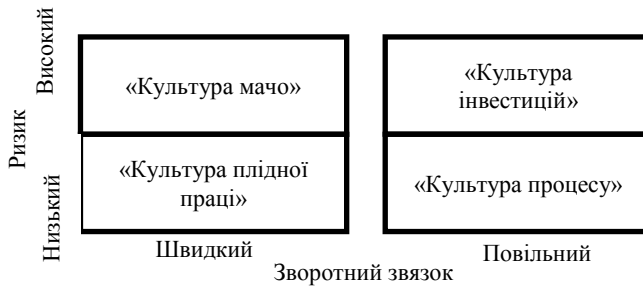 Ризик
Високий
Низький
«Культура мачо»
«Культура
інвестицій»
«Культура плідної
праці»
«Культура процесу»
Швидкий
Повільний
Зворотний звязок